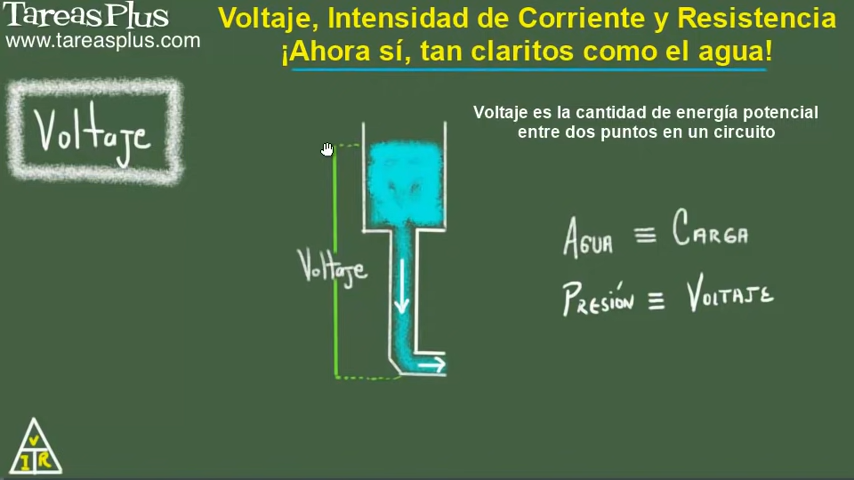 TareasPlus
www.tareasplus.com
Voltaje, Intensidad de Corriente y Resistencia
¡Ahora sí, tan claritos como el agua!
Voltaje
Voltaje es la cantidad de energía potencial
entre dos puntos en un circuito
AGUA ≡ CARGA
Voltaje
PRESIÓN ≡ VOLTAJE
V
I R